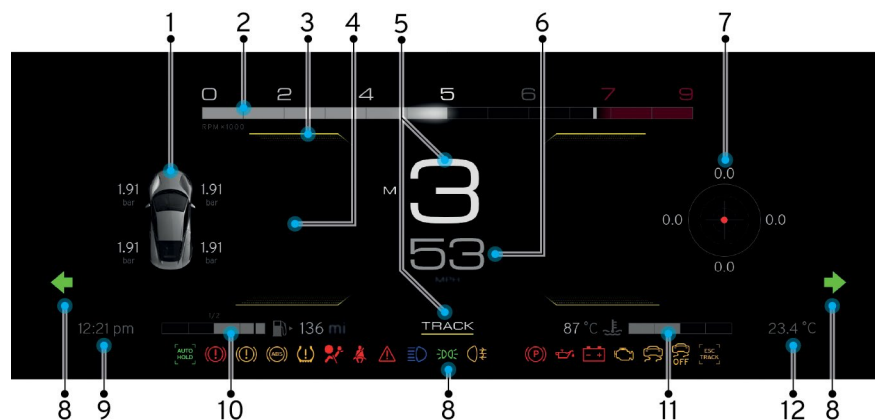 1 2 3 4 5 6 7
0 2 4 5 6 7 9
RPM×1000
1.91 bar 1.91 bar
M 3
0.0
0.0 0.0
0.0
1.91 bar 1.91 bar
53
12:21 pm
1/2
136 mi
TRACK
87 °C
23.4 °C
AUTO HOLD
ABS
P
OFF
ESC TRACK
8 9 10 8 11 12 8